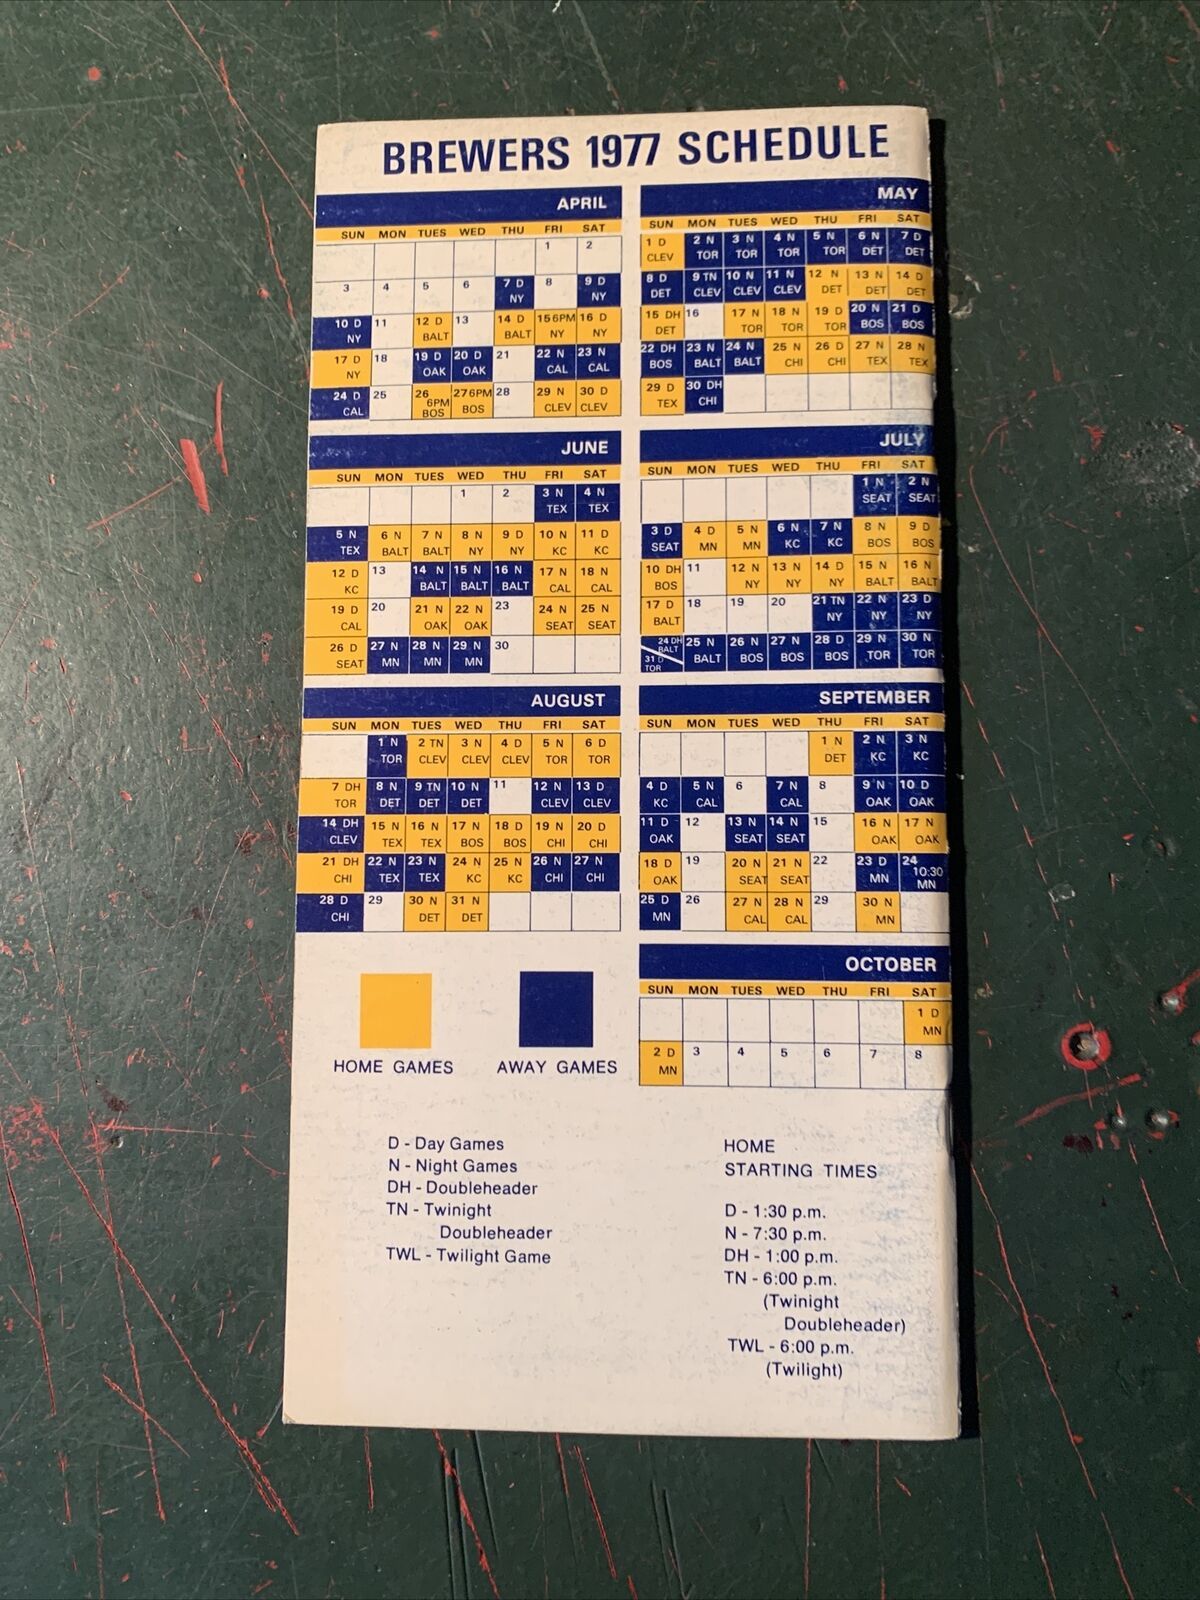 BREWERS 1977 SCHEDULE
APRIL
SUN MON TUES WED THU FRI SAT
1 2
3 4 5 6 7 D 8 9 D
NY NY
10 D 11 12 D 13 14 D 15 6PM 16 D
NY BALT BALT NY NY
17 D 18 19 D 20 D 21 22 N 23 N
NY OAK OAK CAL CAL
24 D 25 26 6PM 27 6PM 28 29 N 30 D
CAL BOS BOS CLEV CLEV
MAY
SUN MON TUES WED THU FRI SAT
1 D 2 N 3 N 4 N 5 N 6 N 7 D
CLEV TOR TOR TOR TOR DET DET
8 D 9 TN 10 N 11 N 12 N 13 N 14 D
DET CLEV CLEV CLEV DET DET DET
15 DH 16 17 N 18 N 19 D 20 N 21 D
DET TOR TOR TOR BOS BOS
22 DH 23 N 24 N 25 N 26 D 27 N 28 N
BOS BALT BALT CHI CHI TEX TEX
29 D 30 DH
TEX CHI
JUNE
SUN MON TUES WED THU FRI SAT
1 2 3 N 4 N
TEX TEX
5 N 6 N 7 N 8 N 9 D 10 N 11 D
TEX BALT BALT NY NY KC KC
12 D 13 14 N 15 N 16 N 17 N 18 N
KC BALT BALT BALT CAL CAL
19 D 20 21 N 22 N 23 24 N 25 N
CAL OAK OAK SEAT SEAT
26 D 27 N 28 N 29 N 30
SEAT MN MN MN
JULY
SUN MON TUES WED THU FRI SAT
1 N 2 N
SEAT SEAT
3 D 4 D 5 N 6 N 7 N 8 N 9 D
SEAT MN MN KC KC BOS BOS
10 DH 11 12 N 13 N 14 D 15 N 16 N
BOS NY NY NY BALT BALT
17 D 18 19 20 21 TN 22 N 23 D
BALT NY NY NY
24 DH BALT 25 N 26 N 27 N 28 D 29 N 30 N
31 D TOR BALT BOS BOS BOS TOR TOR
AUGUST
SUN MON TUES WED THU FRI SAT
1 N 2 TN 3 N 4 D 5 N 6 D
TOR CLEV CLEV CLEV TOR TOR
7 DH 8 N 9 TN 10 N 11 12 N 13 D
TOR DET DET DET CLEV CLEV
14 DH 15 N 16 N 17 N 18 D 19 N 20 D
CLEV TEX TEX BOS BOS CHI CHI
21 DH 22 N 23 N 24 N 25 N 26 N 27 N
CHI TEX TEX KC KC CHI CHI
28 D 29 30 N 31 N
CHI DET DET
SEPTEMBER
SUN MON TUES WED THU FRI SAT
1 N 2 N 3 N
DET KC KC
4 D 5 N 6 7 N 8 9 N 10 D
KC CAL CAL OAK OAK
11 D 12 13 N 14 N 15 16 N 17 N
OAK SEAT SEAT OAK OAK
18 D 19 20 N 21 N 22 23 D 24 10:30
OAK SEAT SEAT MN MN
25 D 26 27 N 28 N 29 30 N
MN CAL CAL MN
OCTOBER
SUN MON TUES WED THU FRI SAT
1 D
MN
2 D 3 4 5 6 7 8
MN
HOME GAMES AWAY GAMES
D - Day Games
N - Night Games
DH - Doubleheader
TN - Twinight
Doubleheader
TWL - Twilight Game
HOME
STARTING TIMES
D - 1:30 p.m.
N - 7:30 p.m.
DH - 1:00 p.m.
TN - 6:00 p.m.
(Twinight
Doubleheader)
TWL - 6:00 p.m.
(Twilight)